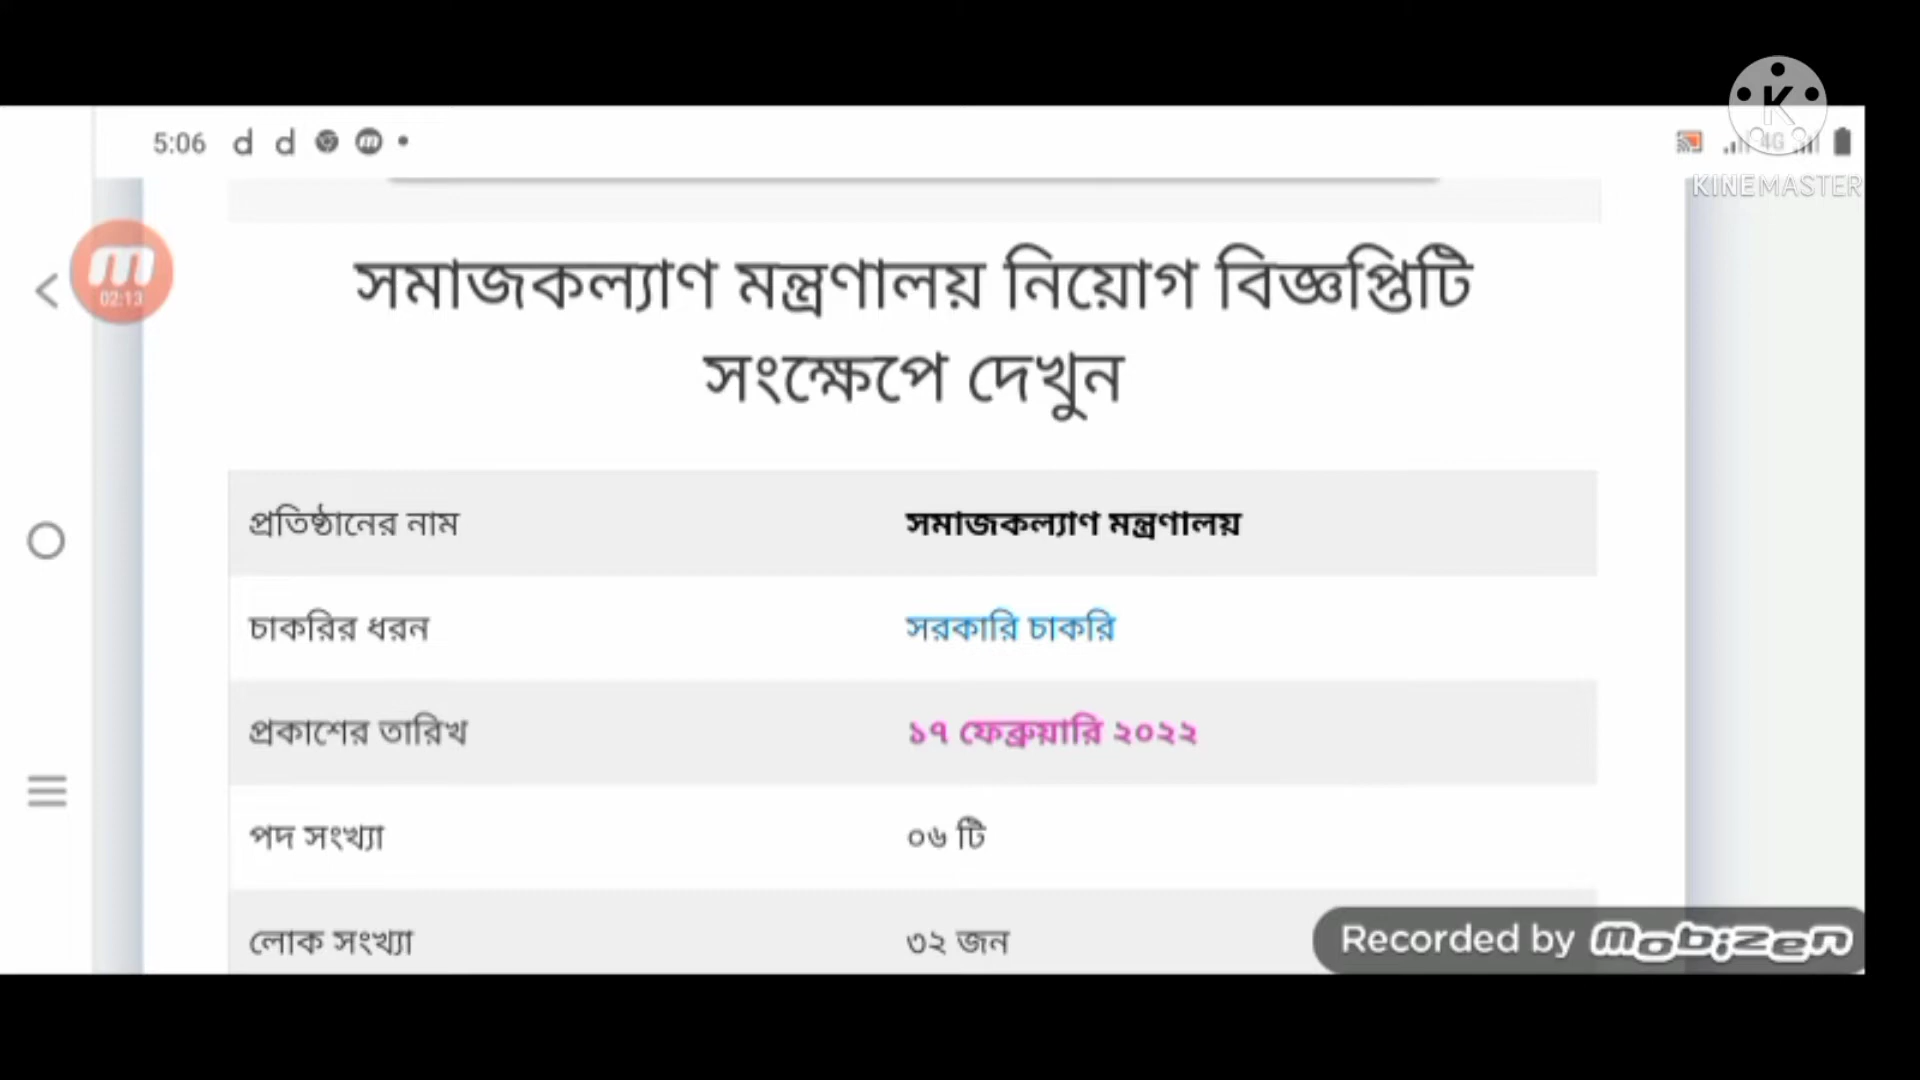 5:06 d d
4G
KINEMASTER
02:13
সমাজকল্যাণ মন্ত্রণালয় নিয়োগ বিজ্ঞপ্তিটি
সংক্ষেপে দেখুন
প্রতিষ্ঠানের নাম সমাজকল্যাণ মন্ত্রণালয়
চাকরির ধরন সরকারি চাকরি
প্রকাশের তারিখ ১৭ ফেব্রুয়ারি ২০২২
পদ সংখ্যা ০৬ টি
লোক সংখ্যা ৩২ জন
Recorded by mobizen